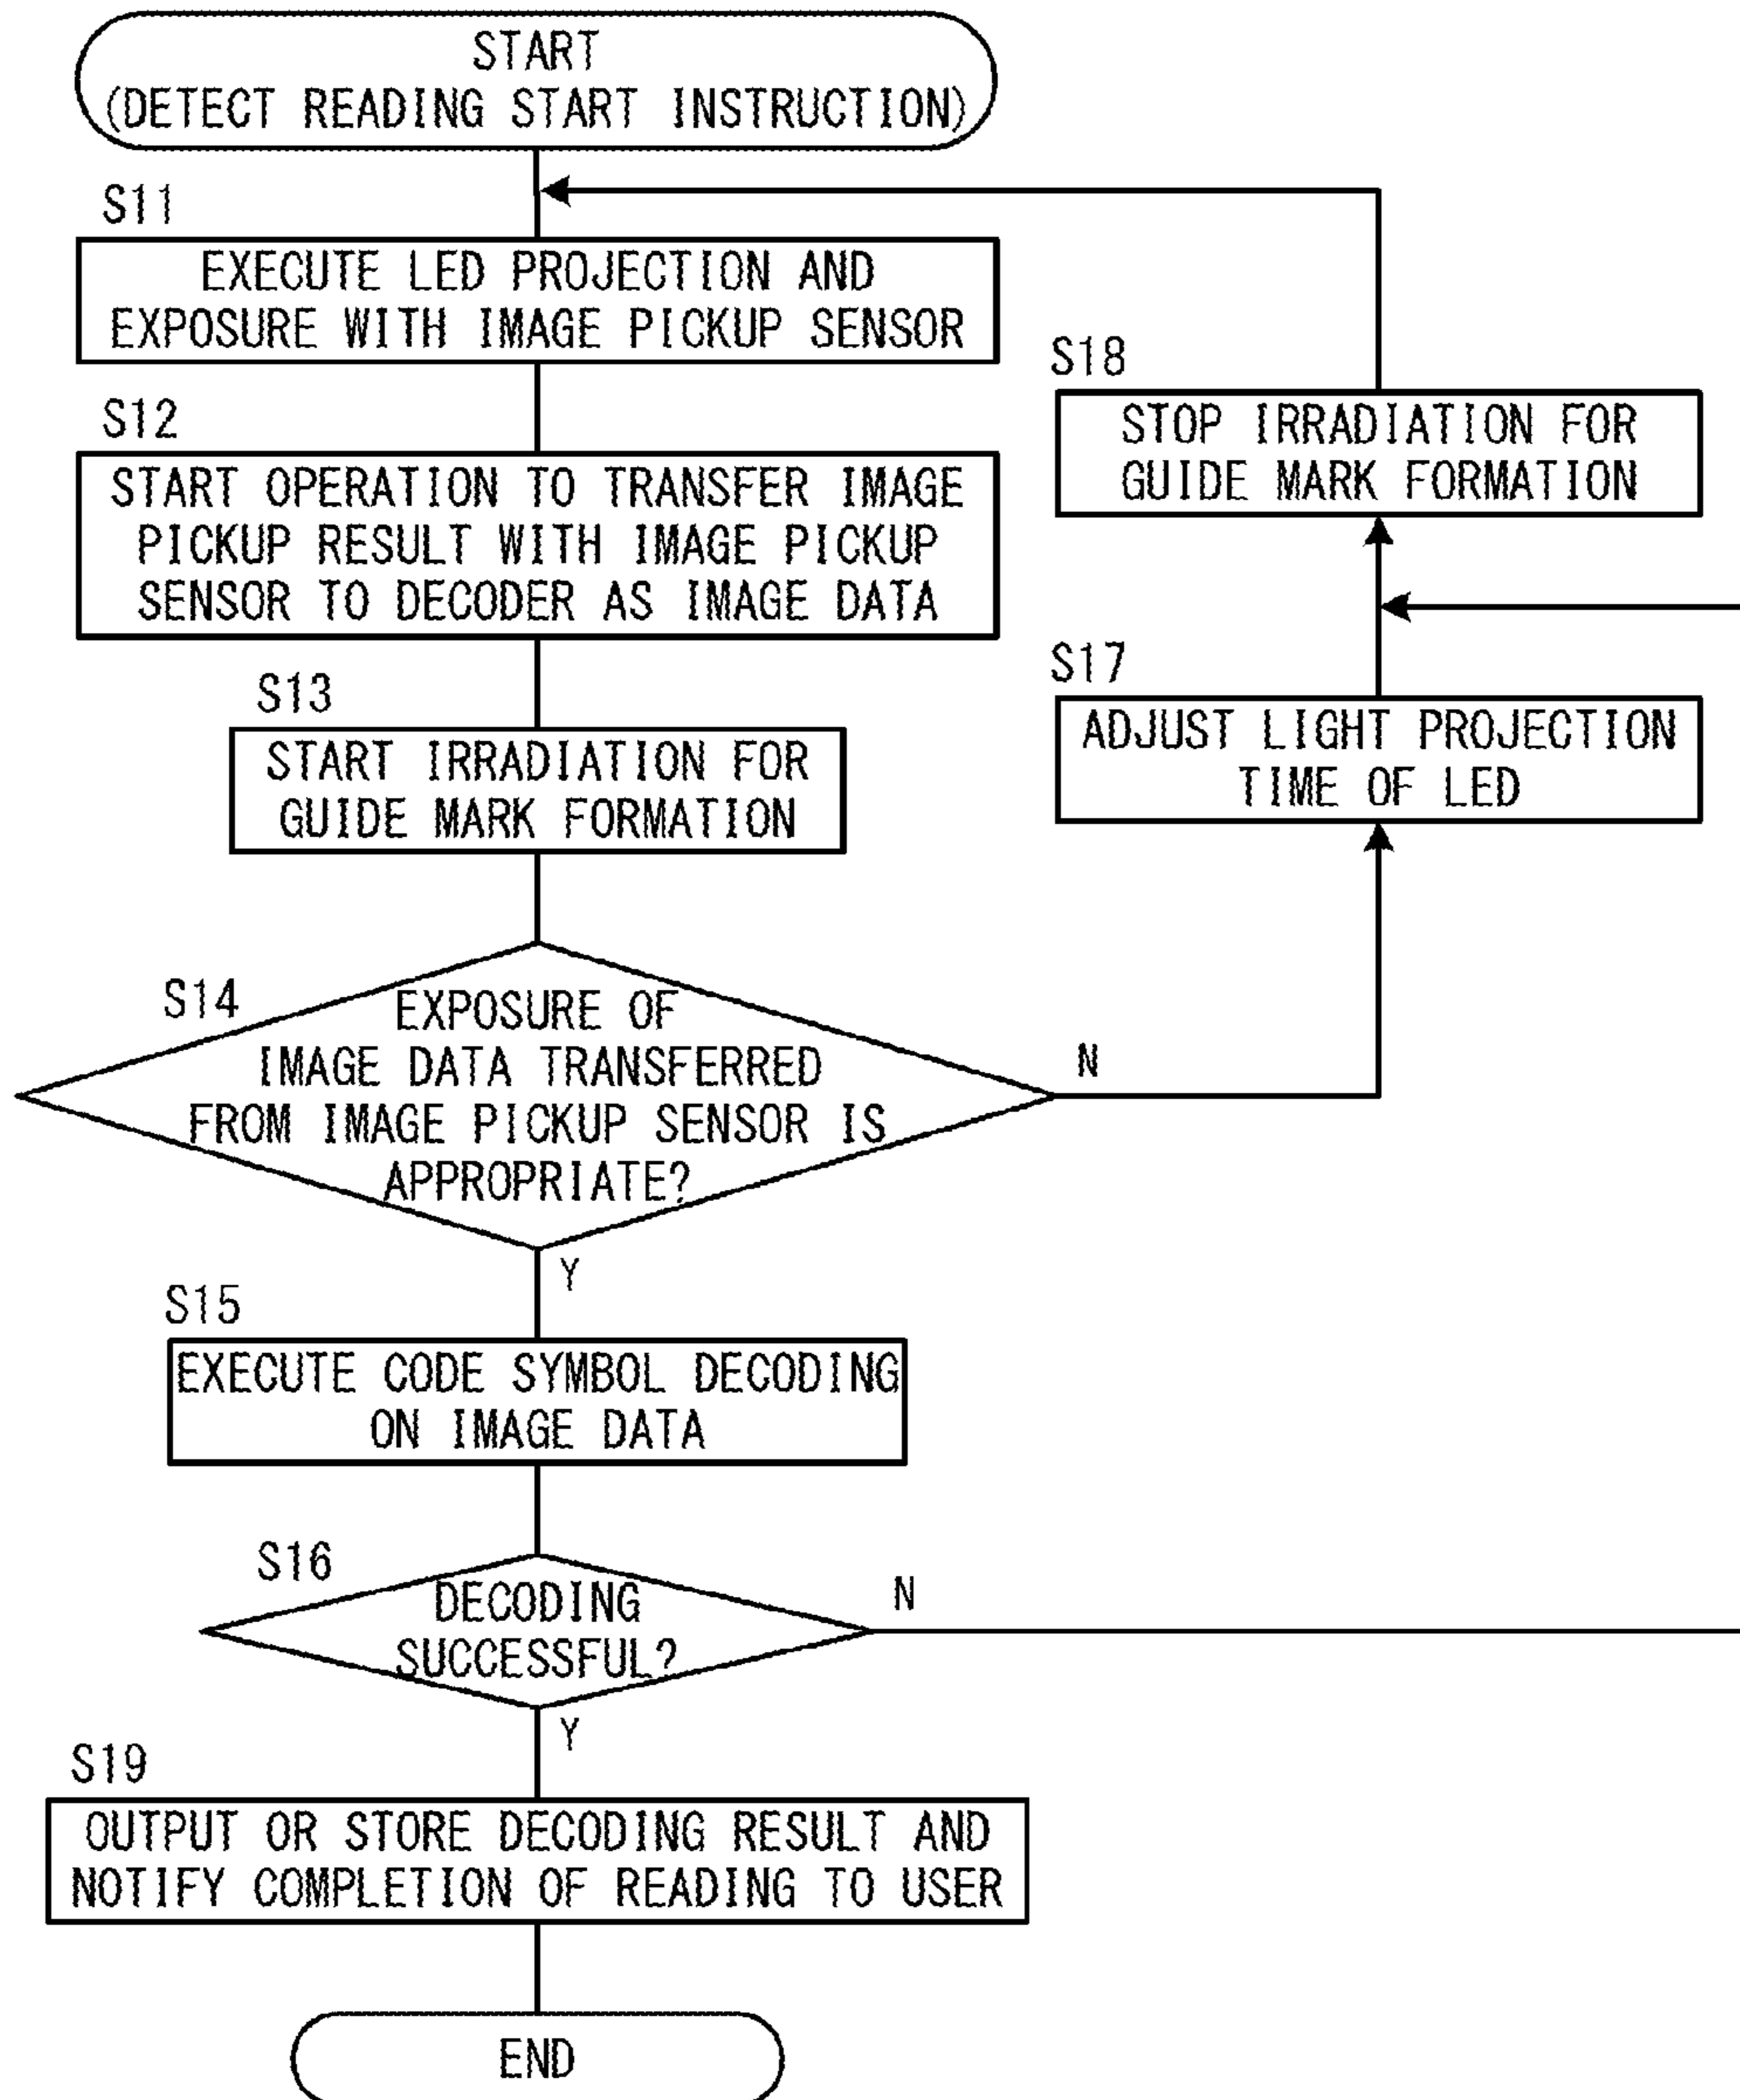 START
(DETECT READING START INSTRUCTION)
S11
EXECUTE LED PROJECTION AND
EXPOSURE WITH IMAGE PICKUP SENSOR
S12
START OPERATION TO TRANSFER IMAGE
PICKUP RESULT WITH IMAGE PICKUP
SENSOR TO DECODER AS IMAGE DATA
S13
START IRRADIATION FOR
GUIDE MARK FORMATION
S14
EXPOSURE OF
IMAGE DATA TRANSFERRED
FROM IMAGE PICKUP SENSOR IS
APPROPRIATE?
N
Y
S15
EXECUTE CODE SYMBOL DECODING
ON IMAGE DATA
S16
DECODING
SUCCESSFUL?
N
Y
S19
OUTPUT OR STORE DECODING RESULT AND
NOTIFY COMPLETION OF READING TO USER
END
S18
STOP IRRADIATION FOR
GUIDE MARK FORMATION
S17
ADJUST LIGHT PROJECTION
TIME OF LED